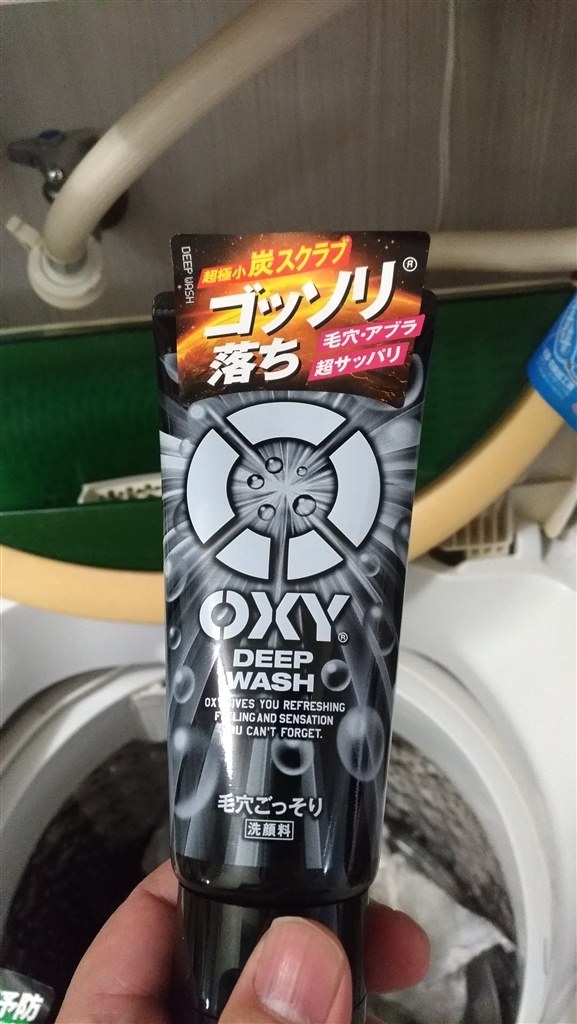 DEEP WASH
超極小 炭スクラブ
ゴッソリ®
落ち
毛穴・アブラ
超サッパリ
OXY®
DEEP
WASH
OXY GIVES YOU REFRESHING
FEELING AND SENSATION
YOU CAN'T FORGET.
毛穴ごっそり
洗顔料
予防